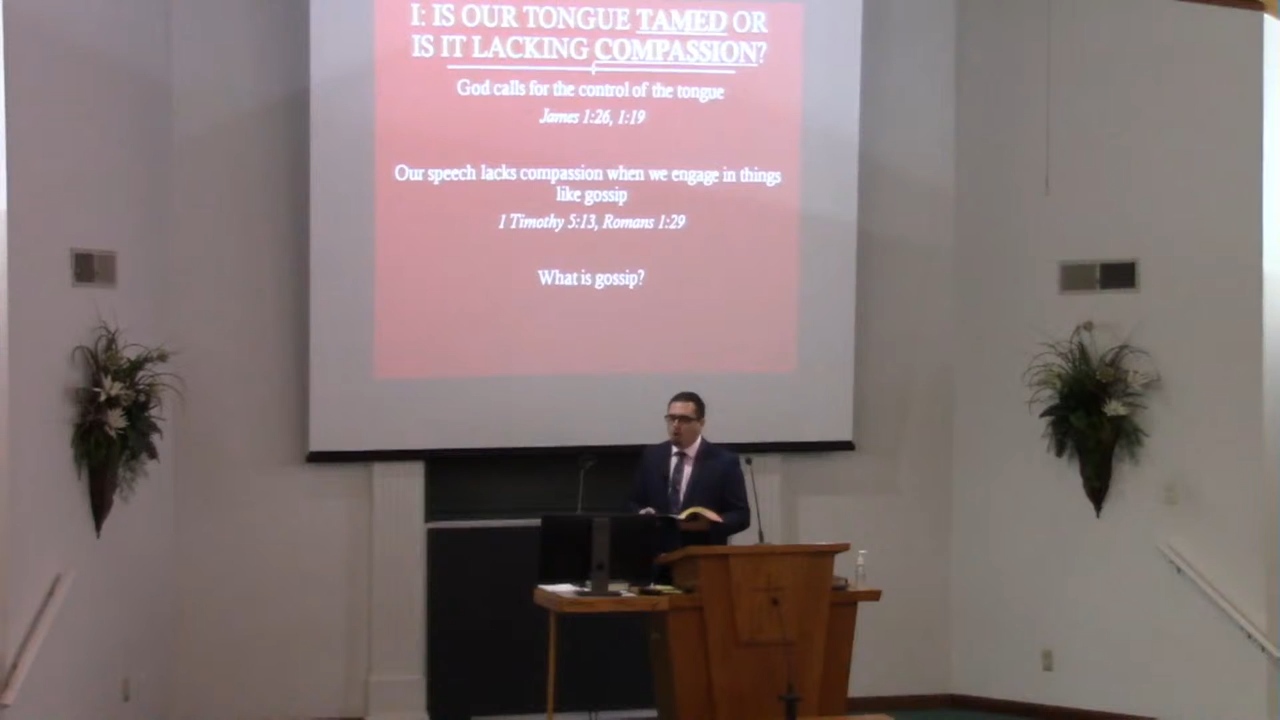 I: IS OUR TONGUE TAMED OR
IS IT LACKING COMPASSION?
God calls for the control of the tongue
James 1:26, 1:19
Our speech lacks compassion when we engage in things
like gossip
1 Timothy 5:13, Romans 1:29
What is gossip?